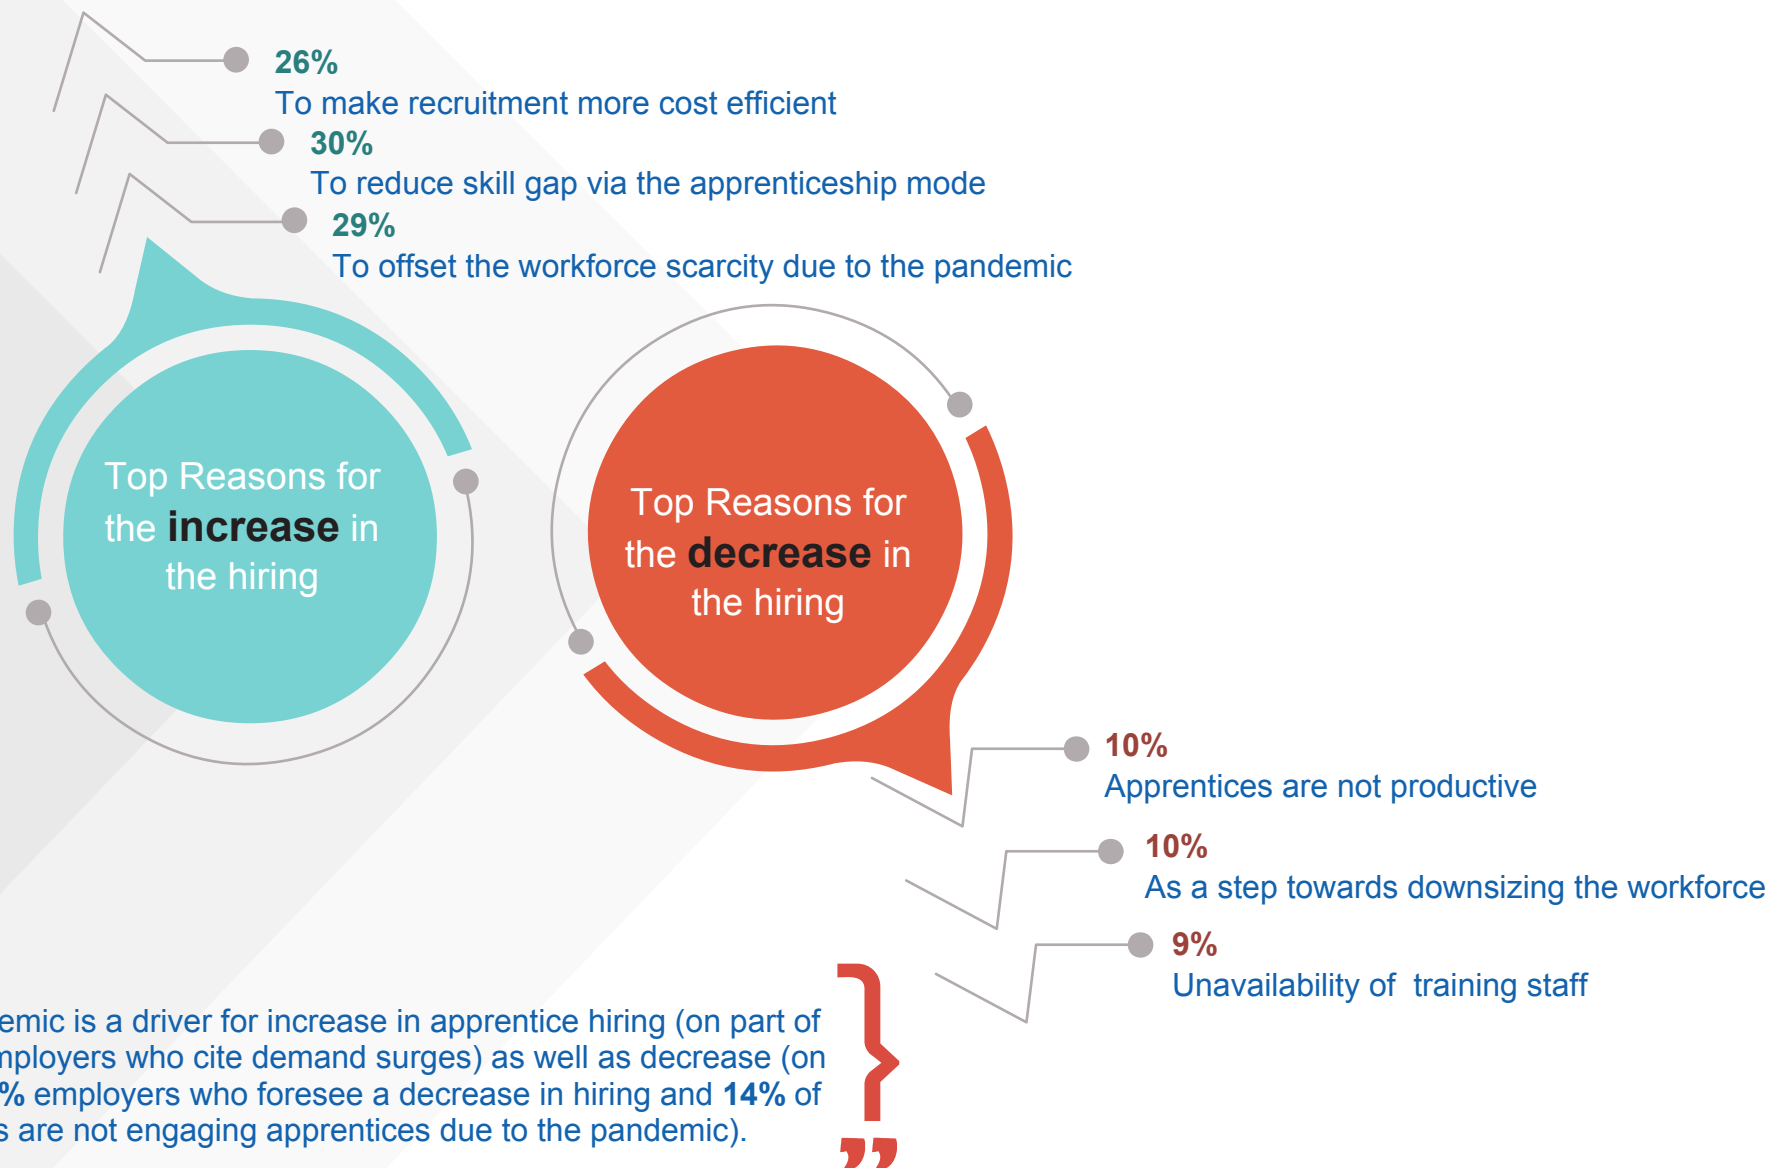 26%
To make recruitment more cost efficient
30%
To reduce skill gap via the apprenticeship mode
29%
To offset the workforce scarcity due to the pandemic
Top Reasons for
the increase in
the hiring
Top Reasons for
the decrease in
the hiring
10%
Apprentices are not productive
10%
As a step towards downsizing the workforce
9%
Unavailability of training staff
is a driver for increase in apprentice hiring (on part of
who cite demand surges) as well as decrease (on
% employers who foresee a decrease in hiring and 14% of
are not engaging apprentices due to the pandemic).
}
”